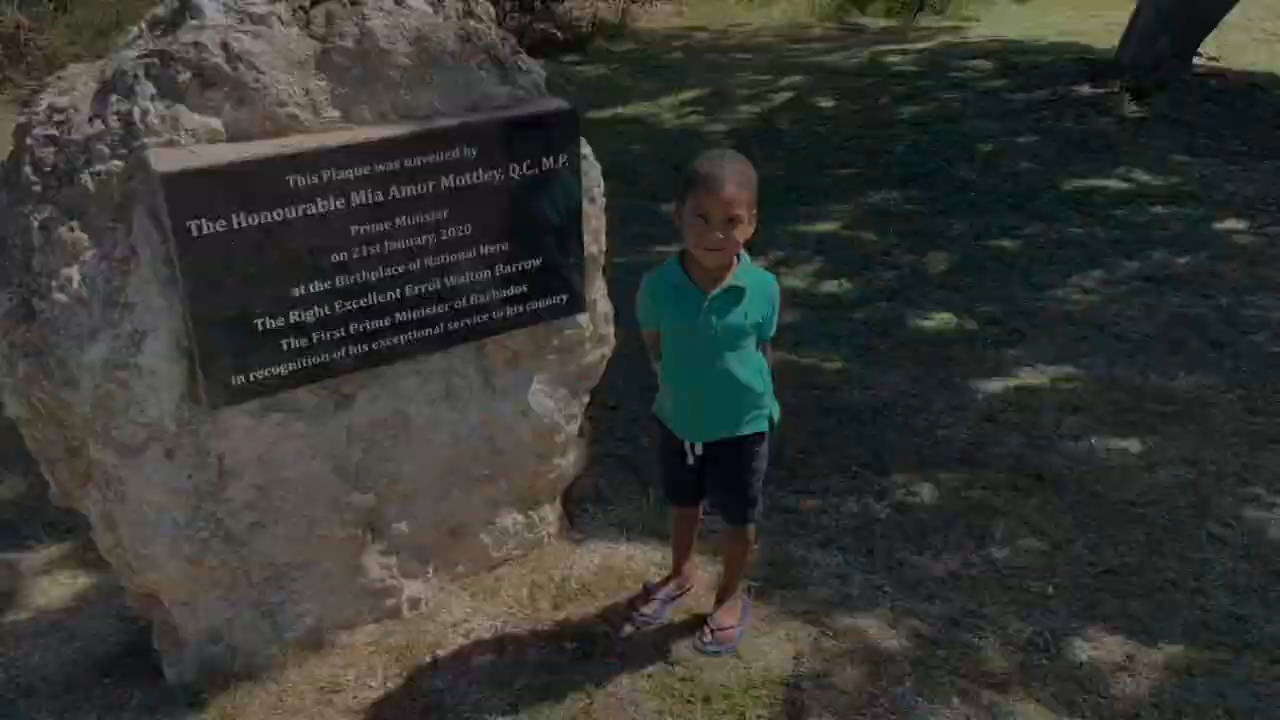 This Plaque was unveiled by
The Honourable Mia Amor Mottley, Q.C., M.P.
Prime Minister
on 21st January, 2020
at the Birthplace of National Hero
The Right Excellent Errol Walton Barrow
The First Prime Minister of Barbados
in recognition of his exceptional service to his country